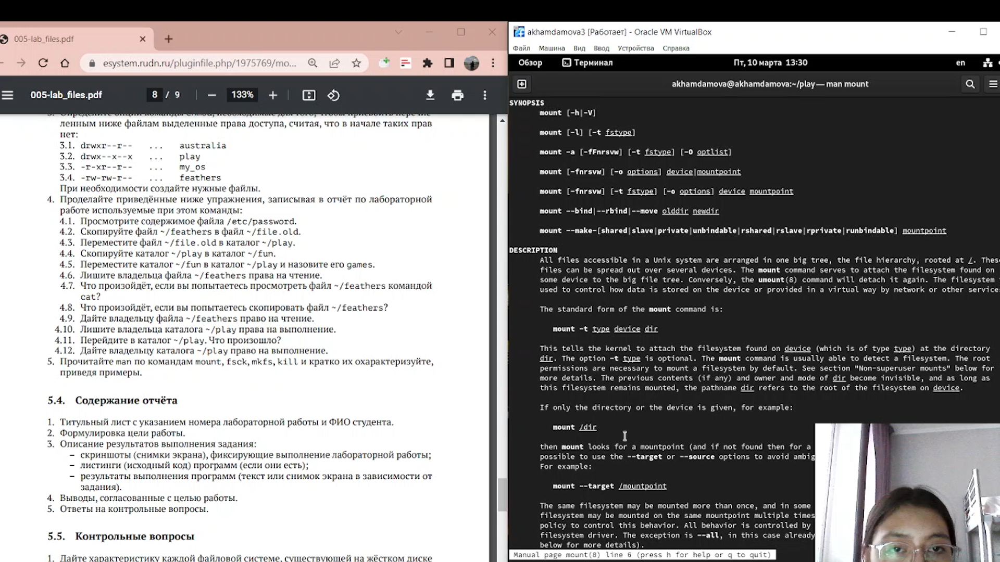 005-lab_files.pdf
esystem.rudn.ru/pluginfile.php/1975769/mo...
005-lab_files.pdf
8 / 9
133%
ленным ниже файлам выделенные права доступа, считая, что в начале таких прав
нет:
3.1. drwxr--r-- ... australia
3.2. drwx--x--x ... play
3.3. -r-xr--r-- ... my_os
3.4. -rw-rw-r-- ... feathers
При необходимости создайте нужные файлы.
4. Проделайте приведённые ниже упражнения, записывая в отчёт по лабораторной
работе используемые при этом команды:
4.1. Просмотрите содержимое файла /etc/password.
4.2. Скопируйте файл ~/feathers в файл ~/file.old.
4.3. Переместите файл ~/file.old в каталог ~/play.
4.4. Скопируйте каталог ~/play в каталог ~/fun.
4.5. Переместите каталог ~/fun в каталог ~/play и назовите его games.
4.6. Лишите владельца файла ~/feathers права на чтение.
4.7. Что произойдёт, если вы попытаетесь просмотреть файл ~/feathers командой
cat?
4.8. Что произойдёт, если вы попытаетесь скопировать файл ~/feathers?
4.9. Дайте владельцу файла ~/feathers право на чтение.
4.10. Лишите владельца каталога ~/play права на выполнение.
4.11. Перейдите в каталог ~/play. Что произошло?
4.12. Дайте владельцу каталога ~/play право на выполнение.
5. Прочитайте man по командам mount, fsck, mkfs, kill и кратко их охарактеризуйте,
приведя примеры.
5.4. Содержание отчёта
1. Титульный лист с указанием номера лабораторной работы и ФИО студента.
2. Формулировка цели работы.
3. Описание результатов выполнения задания:
– скриншоты (снимки экрана), фиксирующие выполнение лабораторной работы;
– листинги (исходный код) программ (если они есть);
– результаты выполнения программ (текст или снимок экрана в зависимости от
задания).
4. Выводы, согласованные с целью работы.
5. Ответы на контрольные вопросы.
5.5. Контрольные вопросы
1. Дайте характеристику каждой файловой системе, существующей на жёстком диске
akhamdamova3 [Работает] - Oracle VM VirtualBox
Файл Машина Вид Ввод Устройства Справка
Обзор Терминал Пт, 10 марта 13:30 en
akhamdamova@akhamdamova:~/play — man mount
SYNOPSIS
mount [-h|-V]
mount [-l] [-t fstype]
mount -a [-fFnrsvw] [-t fstype] [-O optlist]
mount [-fnrsvw] [-o options] device|mountpoint
mount [-fnrsvw] [-t fstype] [-o options] device mountpoint
mount --bind|--rbind|--move olddir newdir
mount --make-[shared|slave|private|unbindable|rshared|rslave|rprivate|runbindable] mountpoint
DESCRIPTION
All files accessible in a Unix system are arranged in one big tree, the file hierarchy, rooted at /. These
files can be spread out over several devices. The mount command serves to attach the filesystem found on
some device to the big file tree. Conversely, the umount(8) command will detach it again. The filesystem
used to control how data is stored on the device or provided in a virtual way by network or other services
The standard form of the mount command is:
mount -t type device dir
This tells the kernel to attach the filesystem found on device (which is of type type) at the directory
dir. The option -t type is optional. The mount command is usually able to detect a filesystem. The root
permissions are necessary to mount a filesystem by default. See section "Non-superuser mounts" below for
more details. The previous contents (if any) and owner and mode of dir become invisible, and as long as
this filesystem remains mounted, the pathname dir refers to the root of the filesystem on device.
If only the directory or the device is given, for example:
mount /dir
then mount looks for a mountpoint (and if not found then for a
possible to use the --target or --source options to avoid ambig
For example:
mount --target /mountpoint
The same filesystem may be mounted more than once, and in some
filesystem may be mounted on the same mountpoint multiple times
policy to control this behavior. All behavior is controlled by
filesystem driver. The exception is --all, in this case already
below for more details).
Manual page mount(8) line 6 (press h for help or q to quit)